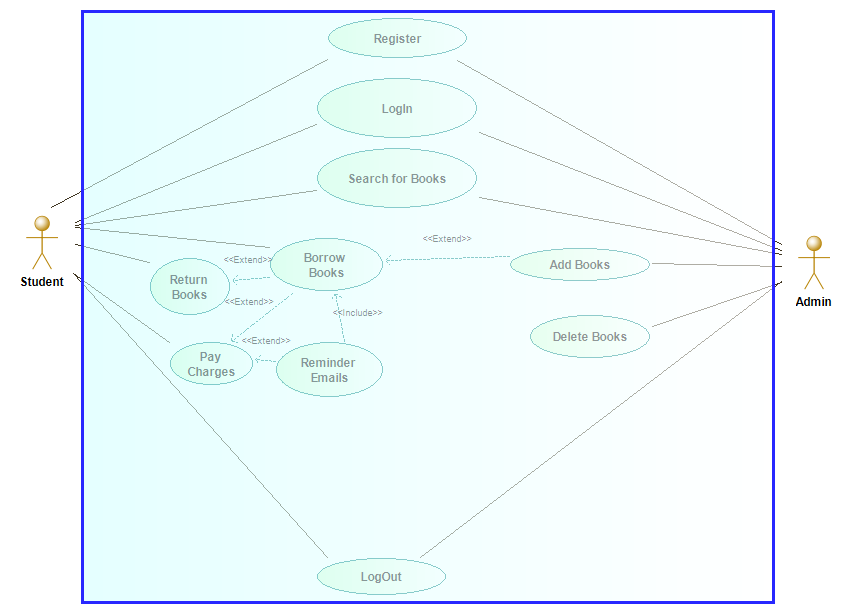 Register
LogIn
Search for Books
<<Extend>>
Borrow
Books
<<Extend>>
Add Books
Return
Books
Student
Admin
<<Extend>>
<<Include>>
Delete Books
<<Extend>>
Pay
Charges
Reminder
Emails
LogOut